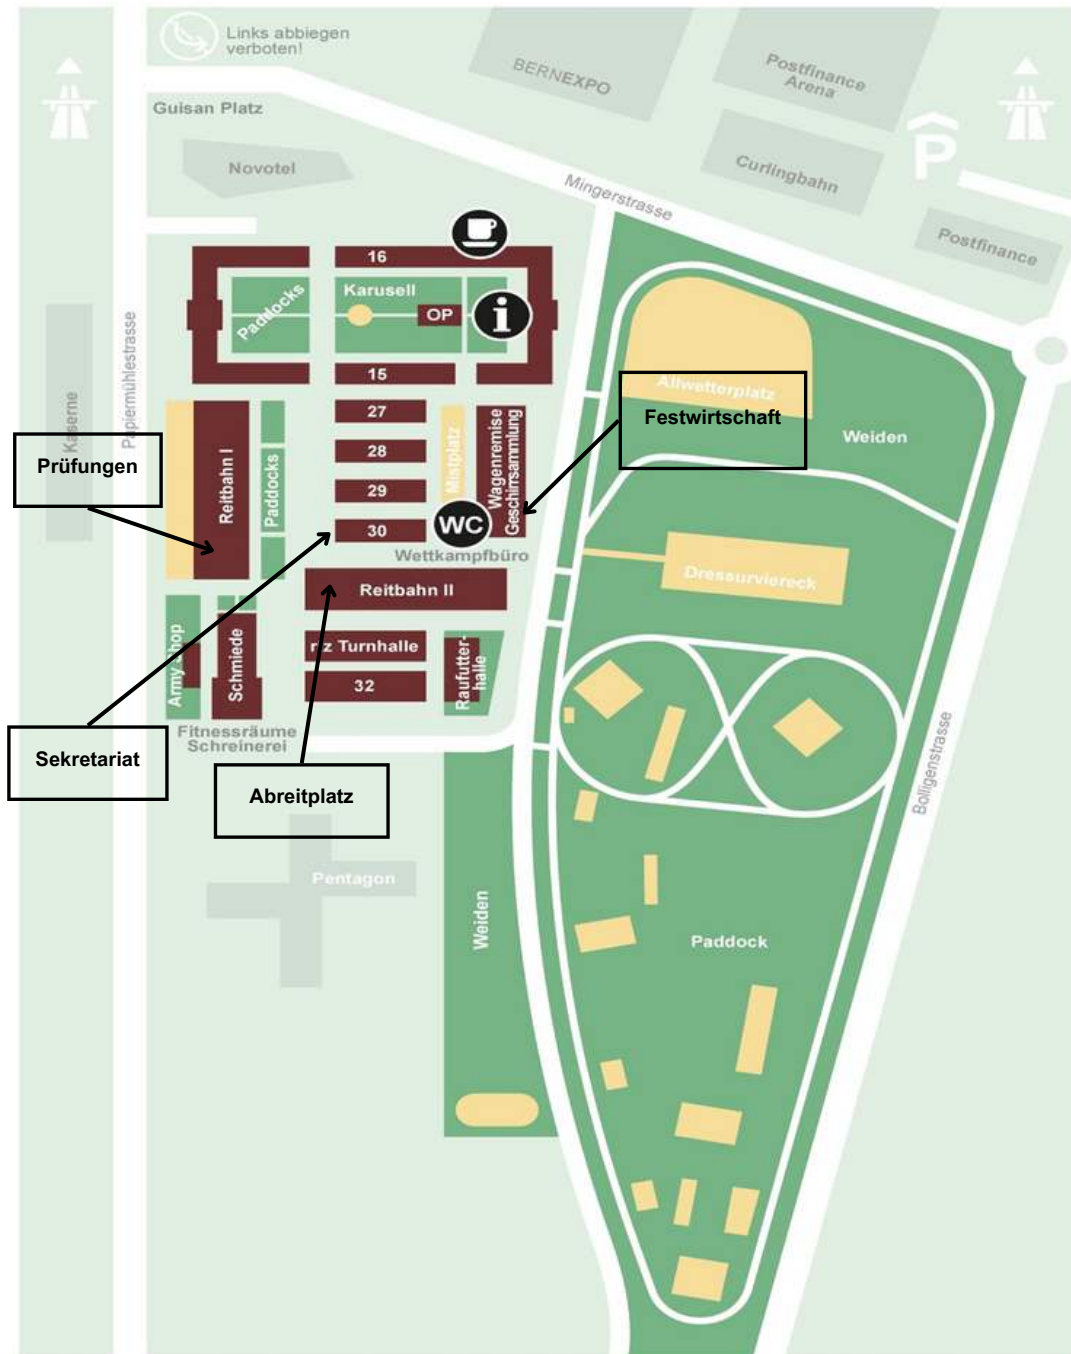 Links abbiegen
verboten!
BERNEXPO
Postfinance
Arena
Guisan Platz
P
Novotel
Curlingbahn
Mingerstrasse
Postfinance
16
Paddocks
Karusell
OP
i
15
Kaserne
Papiermühlestrasse
Allwetterplatz
Festwirtschaft
Weiden
27
28
29
30
Mistplatz
Wagenremise
Geschirrsammlung
Prüfungen
Reitbahn I
Paddocks
WC
Wettkampfbüro
Dressurviereck
Reitbahn II
Army Shop
Schmiede
nz Turnhalle
32
Raufutter-
halle
Fitnessräume
Schreinerei
Sekretariat
Abreitplatz
Bolligenstrasse
Pentagon
Weiden
Paddock